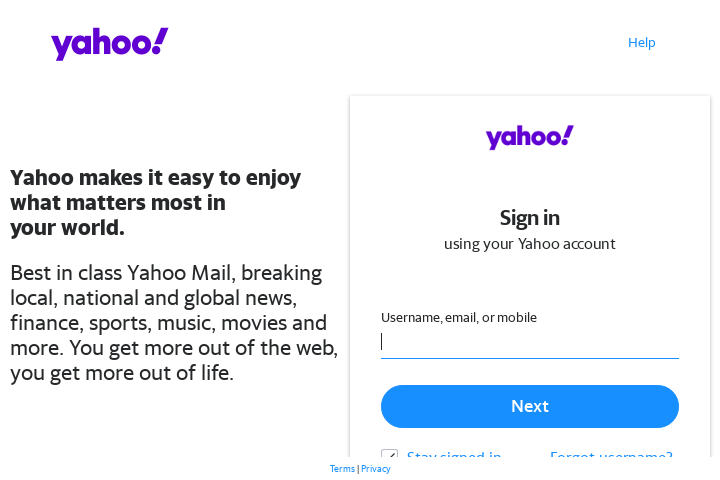 yahoo!
Help
Yahoo makes it easy to enjoy
what matters most in
your world.
Best in class Yahoo Mail, breaking
local, national and global news,
finance, sports, music, movies and
more. You get more out of the web,
you get more out of life.
yahoo!
Sign in
using your Yahoo account
Username, email, or mobile
Next
Stay signed in
Forgot username?
Terms | Privacy